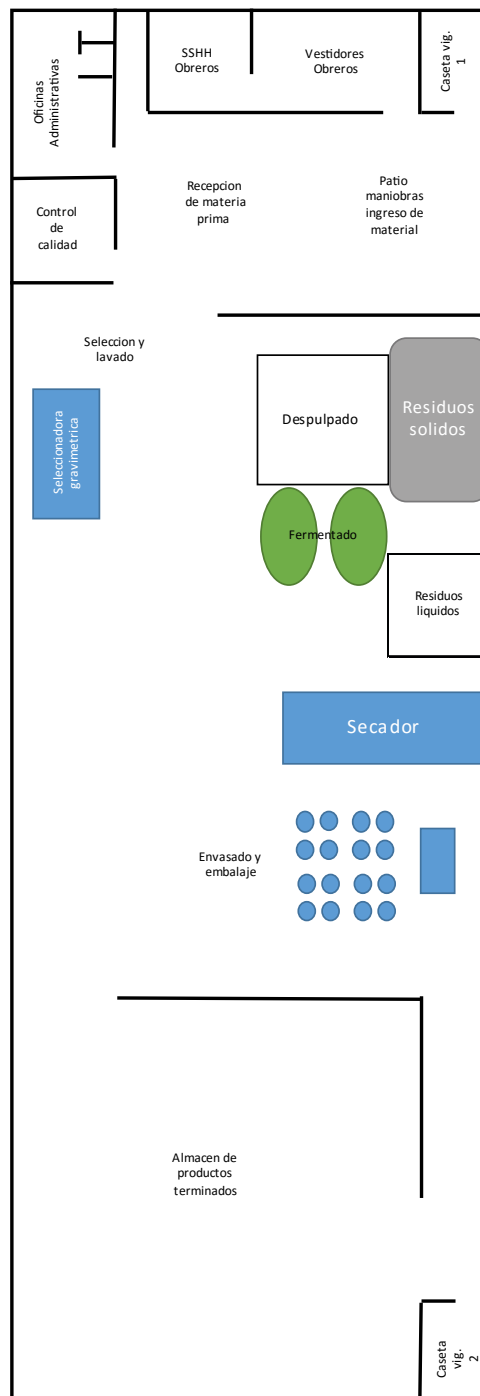 Oficinas
Administrativas
SSHH
Obreros
Vestidores
Obreros
Caseta vig.
1
Control
de
calidad
Recepcion
de materia
prima
Patio
maniobras
ingreso de
material
Seleccion y
lavado
Seleccionadora
gravimetrica
Despulpado
Residuos
solidos
Fermentado
Residuos
liquidos
Secador
Envasado y
embalaje
Almacen de
productos
terminados
Caseta
vig.
2